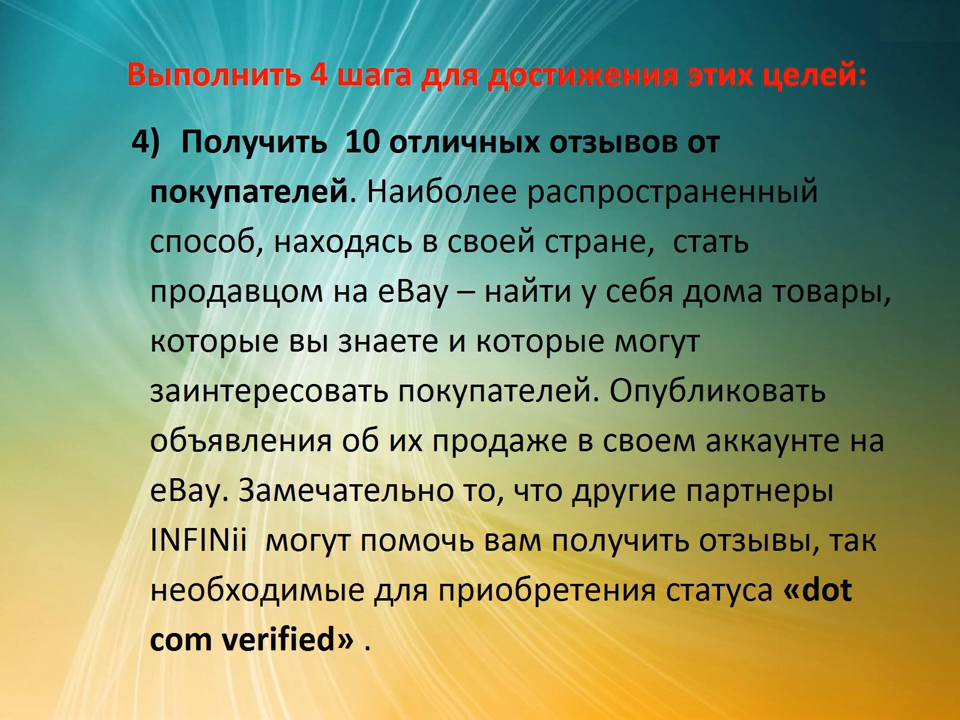 Выполнить 4 шага для достижения этих целей:
4) Получить 10 отличных отзывов от
покупателей. Наиболее распространенный
способ, находясь в своей стране, стать
продавцом на eBay – найти у себя дома товары,
которые вы знаете и которые могут
заинтересовать покупателей. Опубликовать
объявления об их продаже в своем аккаунте на
eBay. Замечательно то, что другие партнеры
INFINii могут помочь вам получить отзывы, так
необходимые для приобретения статуса «dot
com verified» .